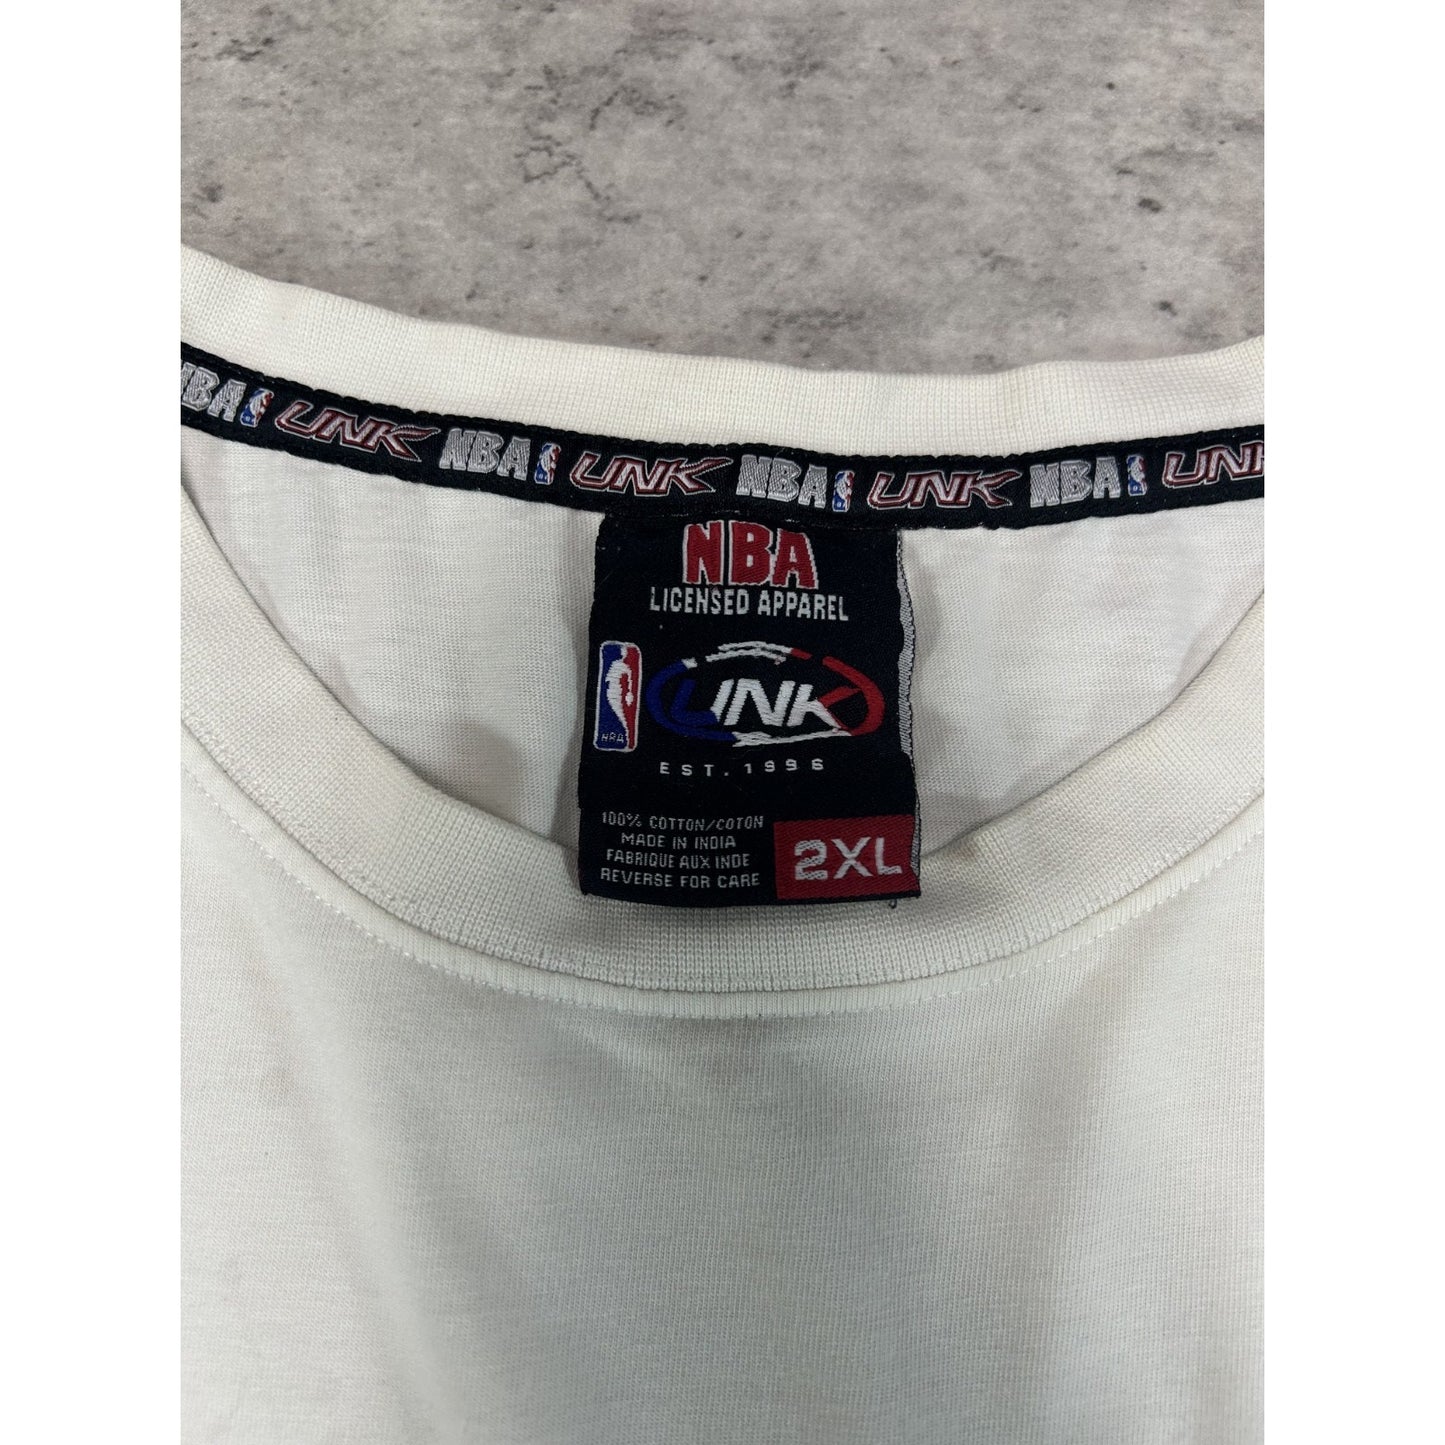 NBA UNK NBA UNK NBA UNK NBA UNK
NBA
LICENSED APPAREL
NBA
UNK
EST. 1996
100% COTTON/COTON
MADE IN INDIA
FABRIQUE AUX INDE
REVERSE FOR CARE
2XL